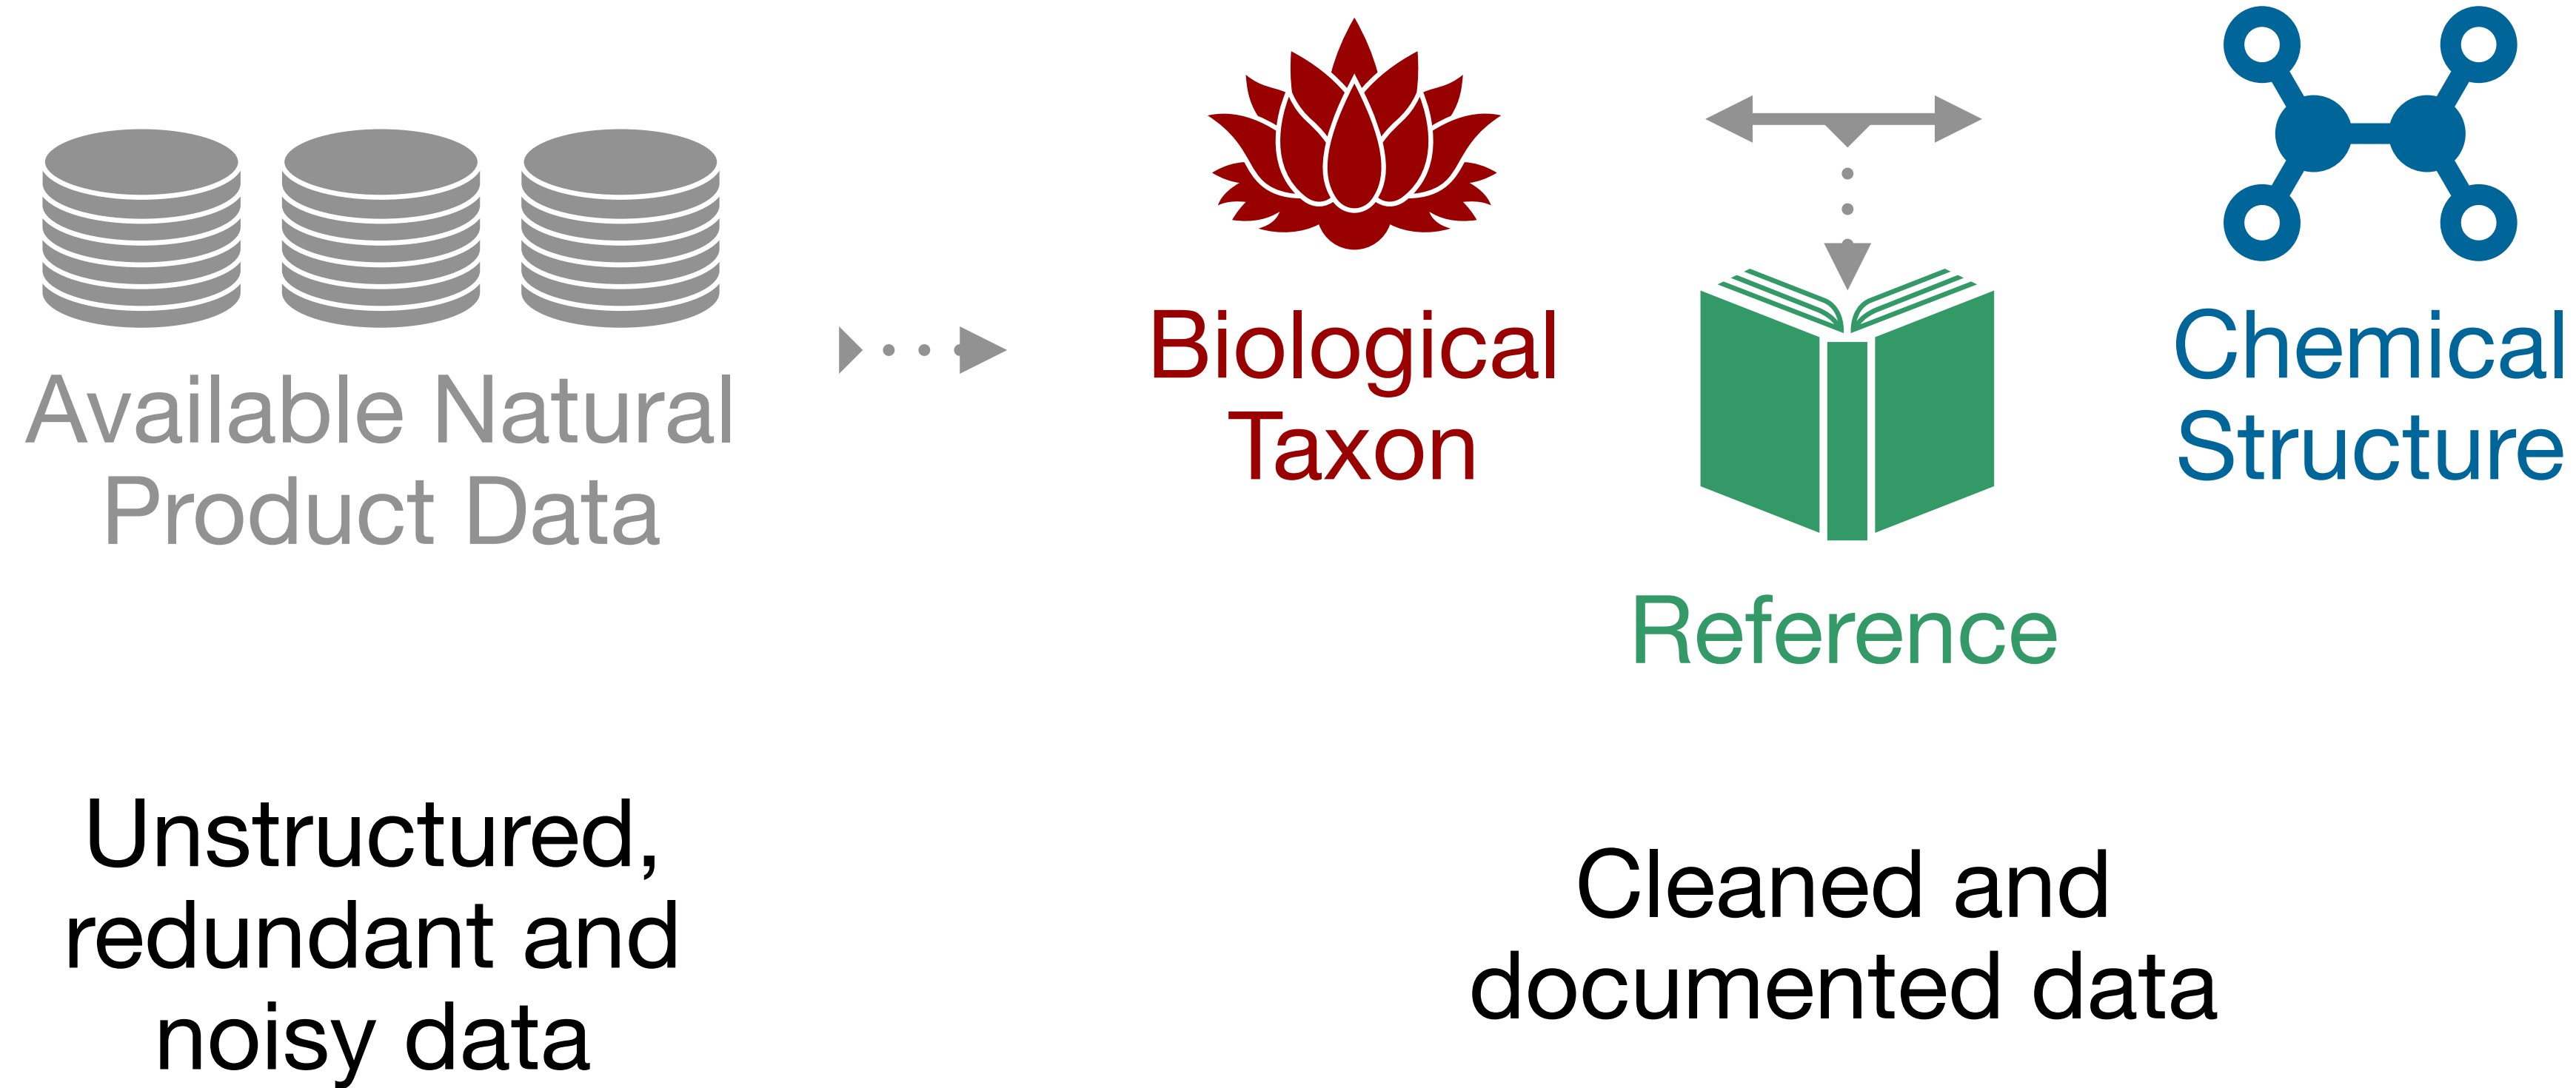 Available Natural
Product Data
Biological
Taxon
Reference
Chemical
Structure
Unstructured,
redundant and
noisy data
Cleaned and
documented data